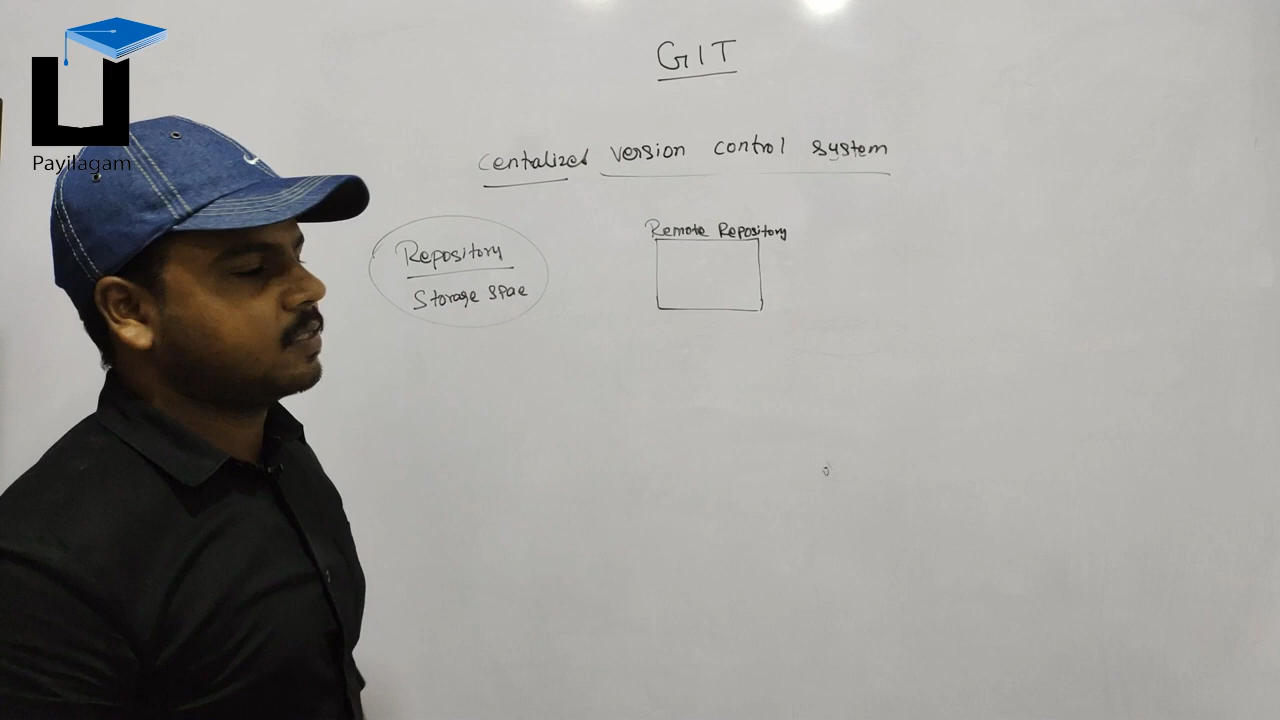 Payilagam
GIT
Centalized version control system
Repository
Storage Spae
Remote Repository